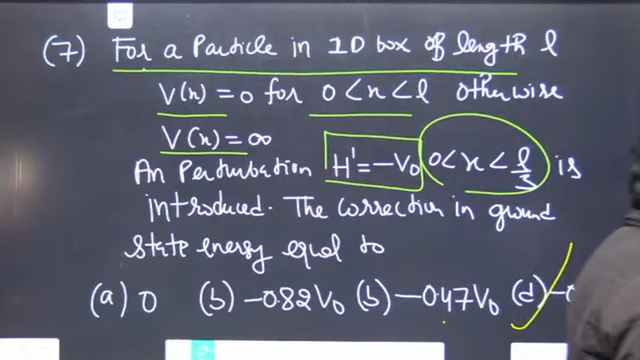 (7) For a Particle in 1D box of length l
V(x) = 0 for 0 < x < l otherwise
V(x) = ∞
An Perturbation H' = -V₀ 0 < x < l/3 is
introduced. The correction in ground
state energy equal to
(a) 0 (b) -0.82V₀ (b) -0.47V₀ (d) -0